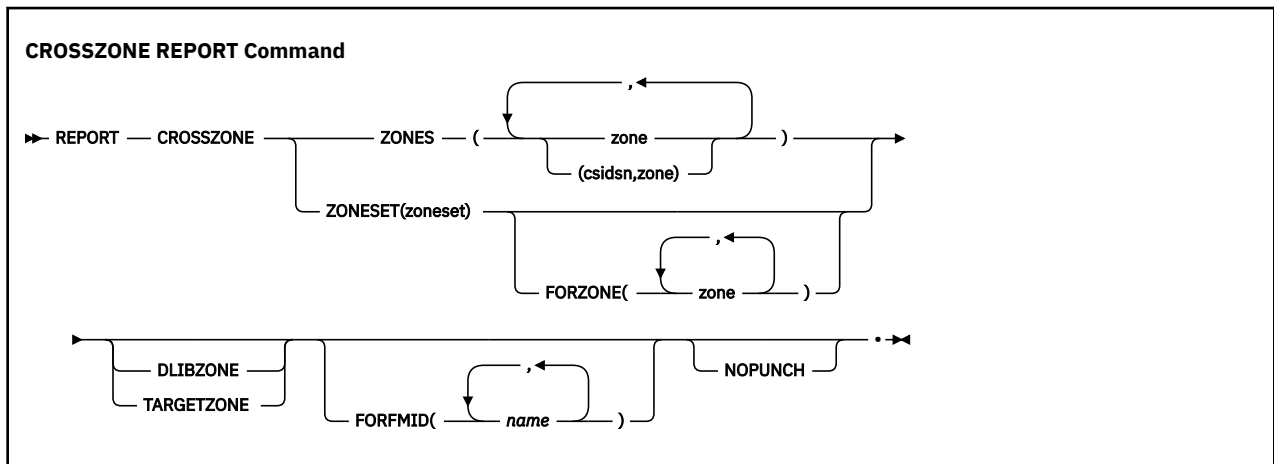 CROSSZONE REPORT Command
,
REPORT CROSSZONE ZONES ( zone )
(csidsn,zone)
ZONESET(zoneset)
,
FORZONE( zone )
DLIBZONE
TARGETZONE
,
FORFMID( name )
NOPUNCH
.